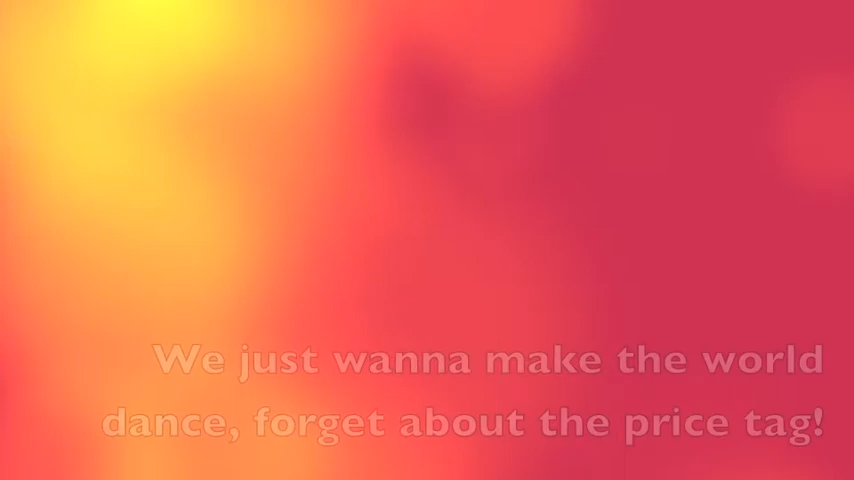 We just wanna make the world
dance, forget about the price tag!